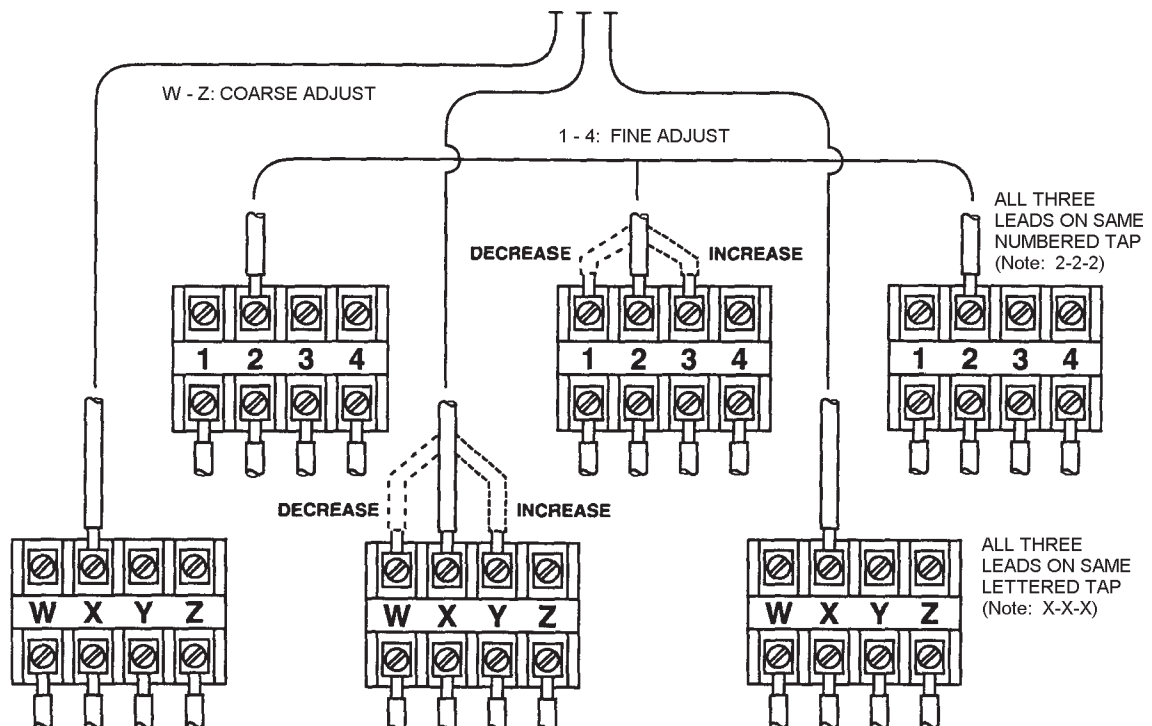 W - Z: COARSE ADJUST
1 - 4: FINE ADJUST
ALL THREE
LEADS ON SAME
NUMBERED TAP
(Note: 2-2-2)
DECREASE
INCREASE
1 2 3 4
1 2 3 4
1 2 3 4
DECREASE
INCREASE
ALL THREE
LEADS ON SAME
LETTERED TAP
(Note: X-X-X)
W X Y Z
W X Y Z
W X Y Z